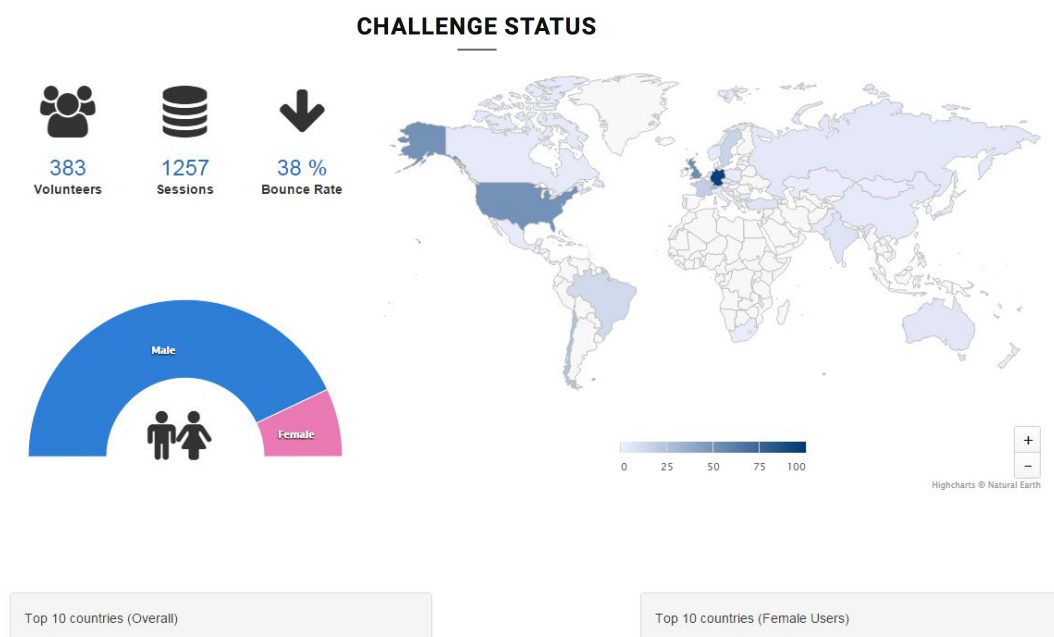 CHALLENGE STATUS
383
Volunteers
1257
Sessions
38 %
Bounce Rate
Male
Female
0 25 50 75 100
+
−
Highcharts © Natural Earth
Top 10 countries (Overall)
Top 10 countries (Female Users)